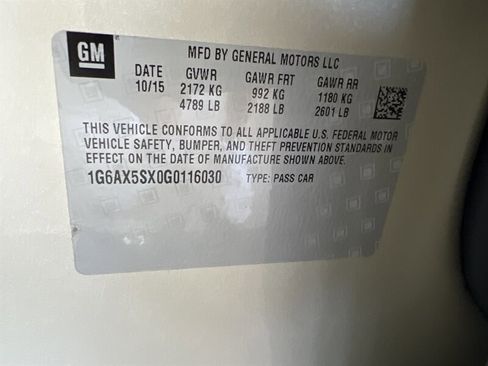 GM
MFD BY GENERAL MOTORS LLC
DATE GVWR GAWR FRT GAWR RR
10/15 2172 KG 992 KG 1180 KG
4789 LB 2188 LB 2601 LB
THIS VEHICLE CONFORMS TO ALL APPLICABLE U.S. FEDERAL MOTOR
VEHICLE SAFETY, BUMPER, AND THEFT PREVENTION STANDARDS IN
EFFECT ON THE DATE OF MANUFACTURE SHOWN ABOVE.
1G6AX5SX0G0116030 TYPE: PASS CAR